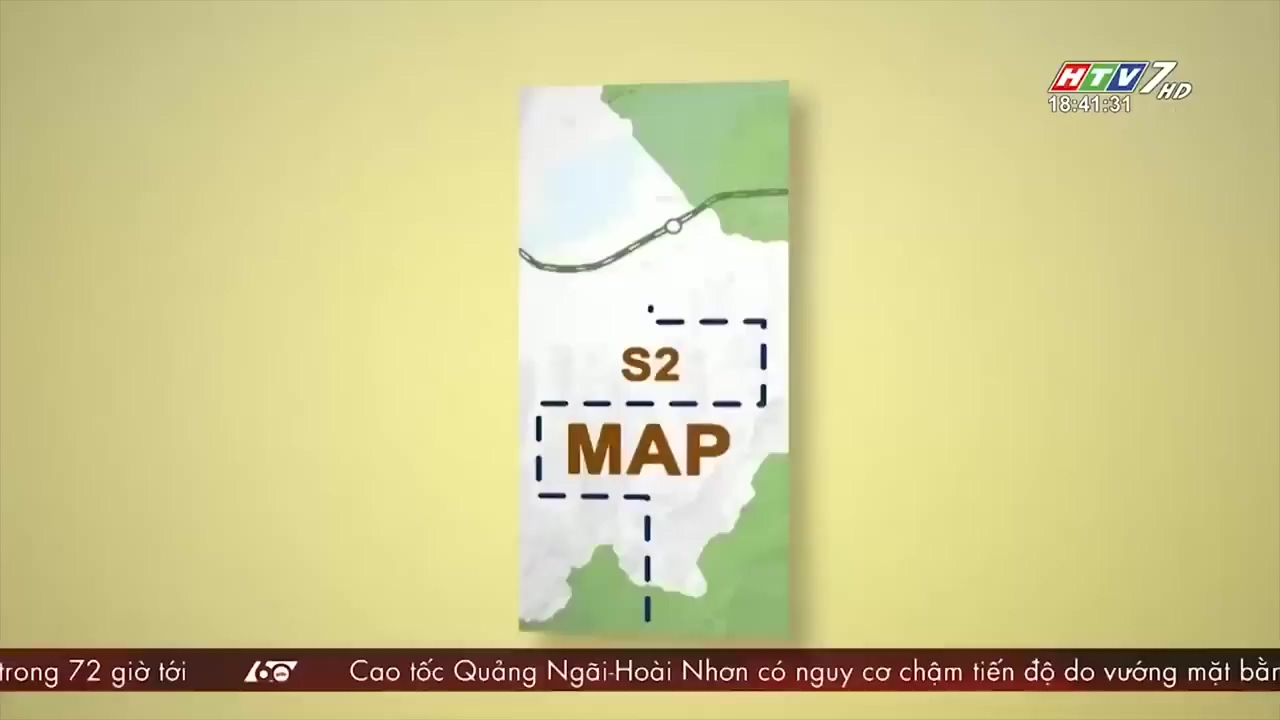 HTV7 HD
18:41:31
S2
MAP
trong 72 giờ tới
Cao tốc Quảng Ngãi-Hoài Nhơn có nguy cơ chậm tiến độ do vướng mặt bằn